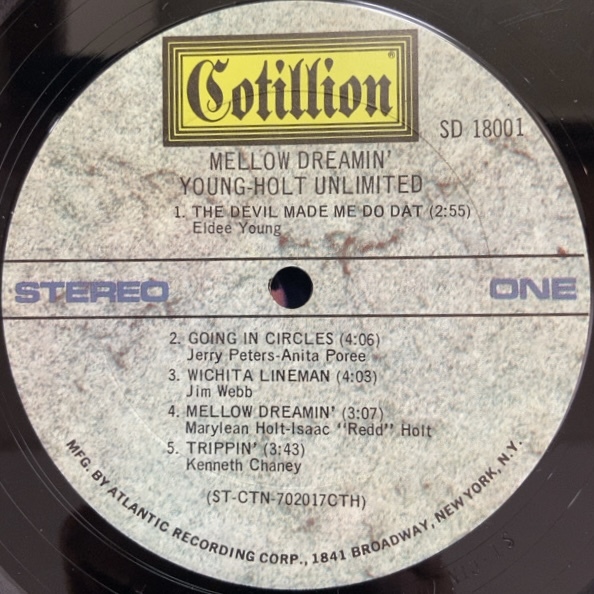 Cotillion®
SD 18001
MELLOW DREAMIN'
YOUNG-HOLT UNLIMITED
1. THE DEVIL MADE ME DO DAT (2:55)
Eldee Young
STEREO
ONE
2. GOING IN CIRCLES (4:06)
Jerry Peters-Anita Poree
3. WICHITA LINEMAN (4:03)
Jim Webb
4. MELLOW DREAMIN' (3:07)
Marylean Holt-Isaac "Redd" Holt
5. TRIPPIN' (3:43)
Kenneth Chaney
(ST-CTN-702017CTH)
MFG. BY ATLANTIC RECORDING CORP., 1841 BROADWAY, NEW YORK, N.Y.